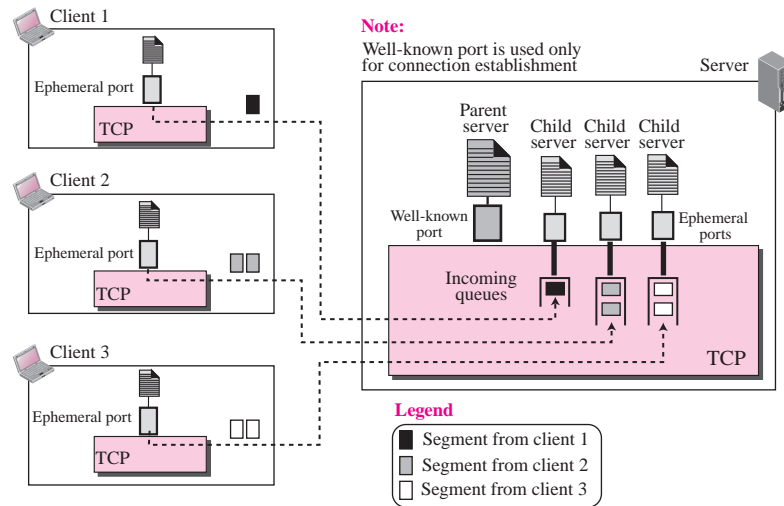 Client 1
Ephemeral port
TCP
Client 2
Ephemeral port
TCP
Client 3
Ephemeral port
TCP
Note:
Well-known port is used only
for connection establishment
Server
Parent
server
Child
server
Child
server
Child
server
Well-known
port
Ephemeral
ports
Incoming
queues
TCP
Legend
Segment from client 1
Segment from client 2
Segment from client 3